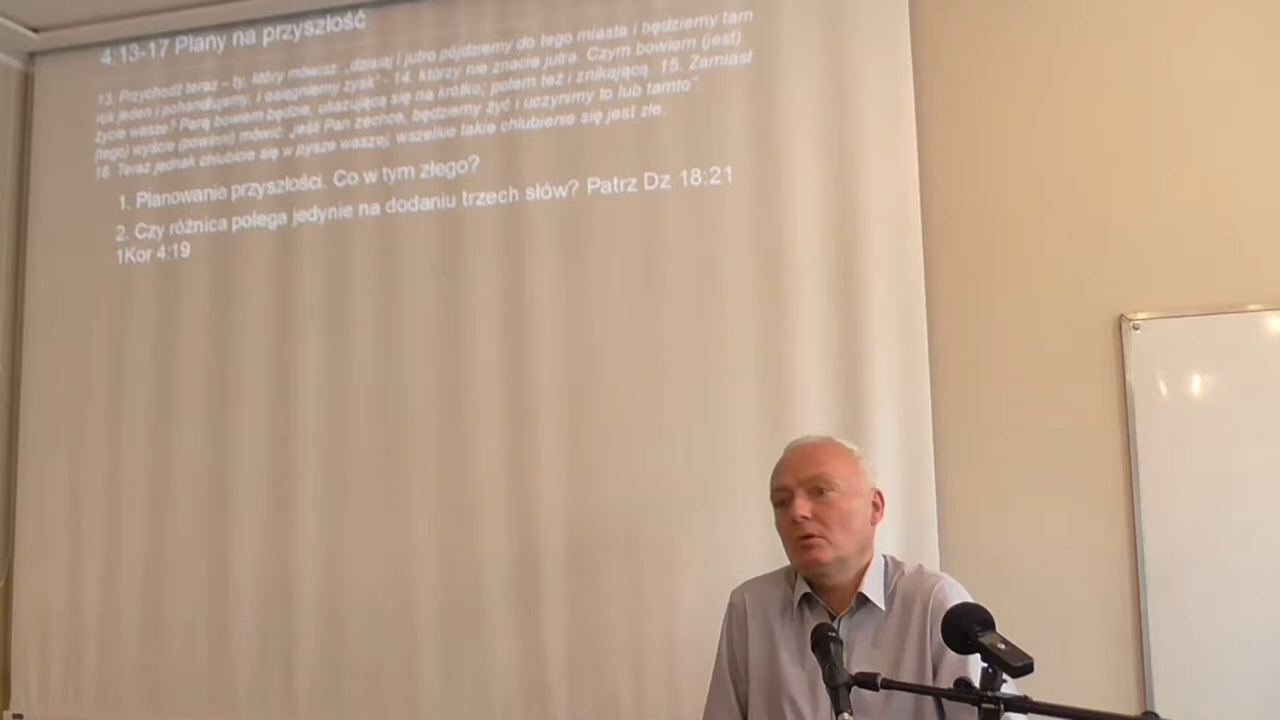 4:13-17 Plany na przyszłość
13. Przychodź teraz – ty, który mówisz: „dzisiaj i jutro pójdziemy do tego miasta i będziemy tam
rok jeden i pohandlujemy, i osiągniemy zysk” - 14. którzy nie znacie jutra. Czym bowiem (jest)
życie wasze? Parą bowiem będzie, ukazującą się na krótko; potem też i znikającą. 15. Zamiast
(tego) wyście (powinni) mówić: „jeśli Pan zechce, będziemy żyć i uczynimy to lub tamto”.
16. Teraz jednak chlubicie się w pysze waszej, wszelkie takie chlubienie się jest złe.
1. Planowanie przyszłości. Co w tym złego?
2. Czy różnica polega jedynie na dodaniu trzech słów? Patrz Dz 18:21
1Kor 4:19